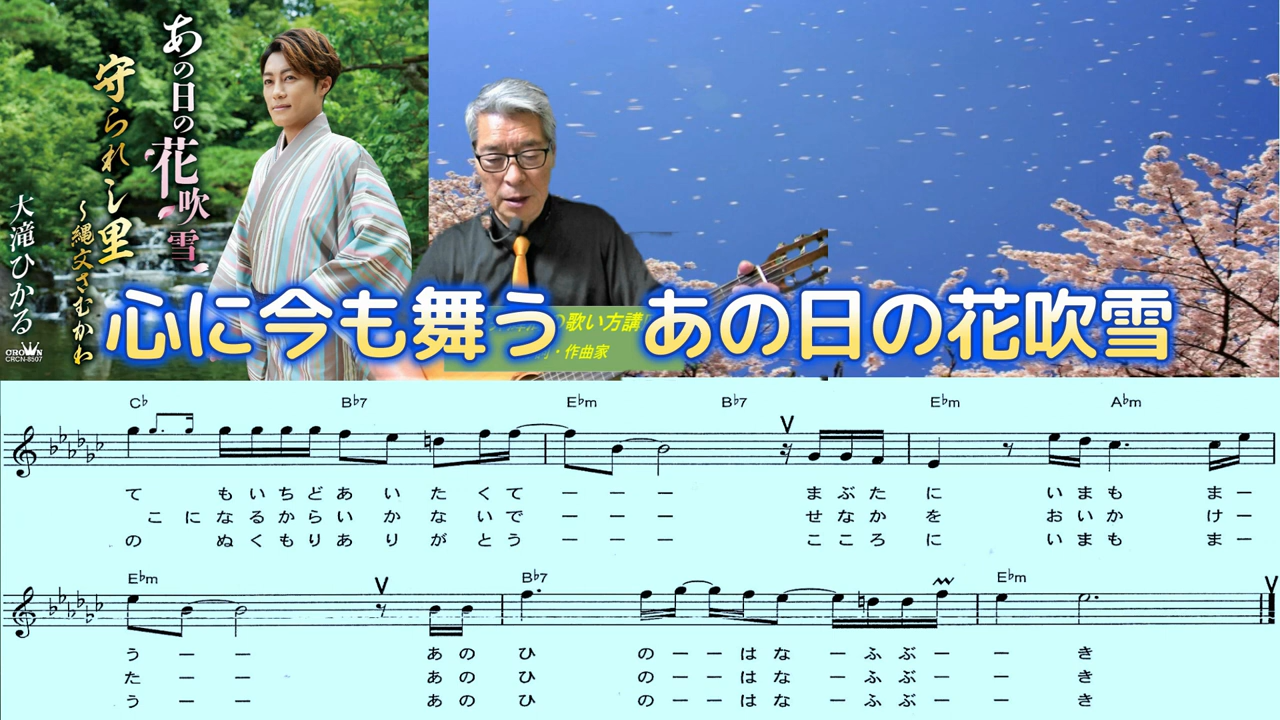 あの日の花吹雪
守られし里
～縄文さむかわ
大滝ひかる
CROWN
CRCN-8507
の歌い方講
・作曲家
心に今も舞う あの日の花吹雪
C♭ B♭7 E♭m B♭7 E♭m A♭m
て もいちどあいたくてーーー まぶたに いまも まー
こになるからいかないでーーー せなかを おいか けー
の ぬくもりありがとうーーー こころに いまも まー
E♭m B♭7 E♭m
うーー あのひ のーーはなーふぶーー き
たーー あのひ のーーはなーふぶーー き
うーー あのひ のーーはなーふぶーー き